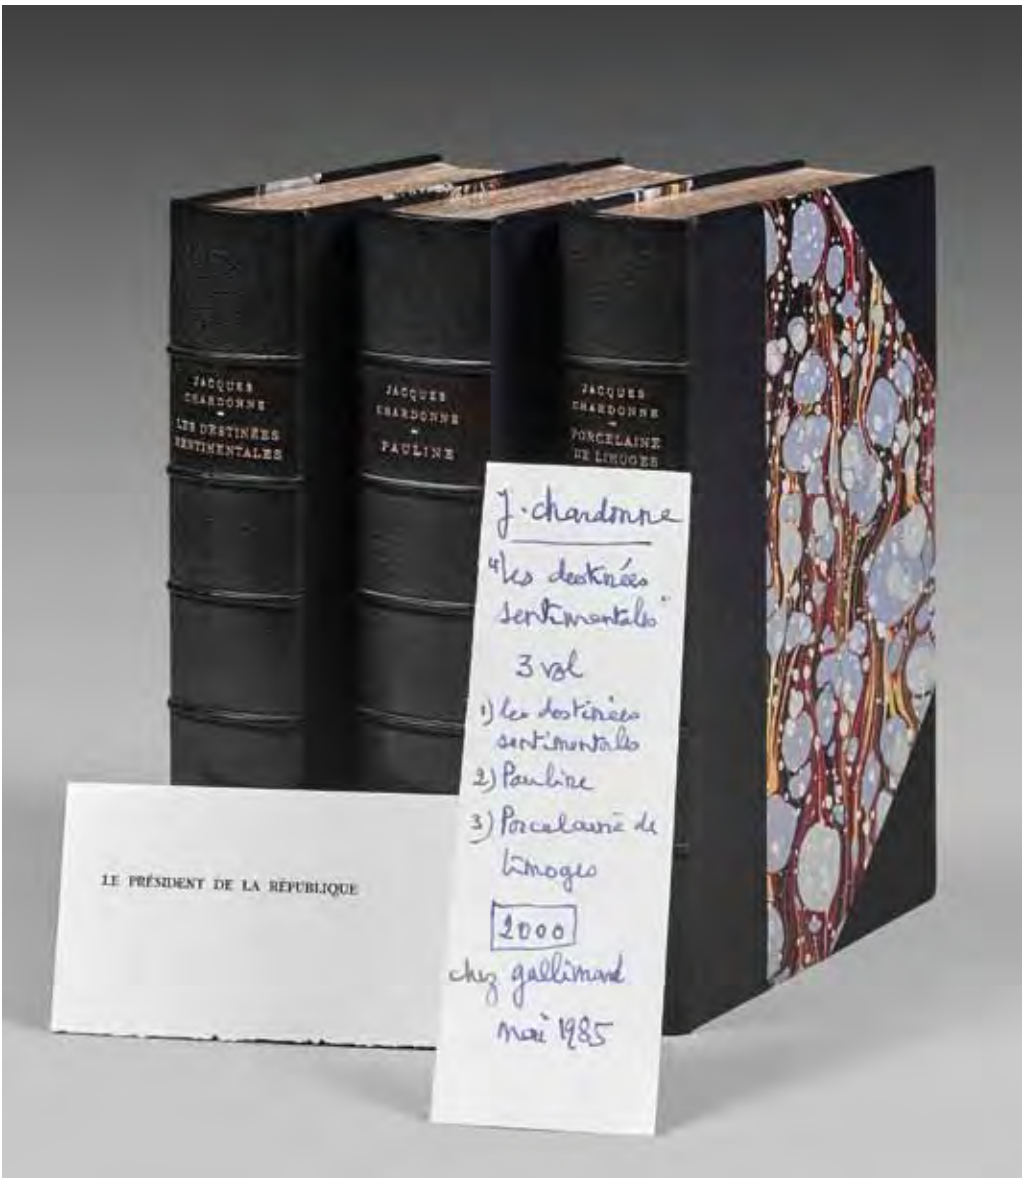 JACQUES
CHARDONNE
-
LES DESTINÉES
SENTIMENTALES
JACQUES
CHARDONNE
-
PAULINE
JACQUES
CHARDONNE
-
PORCELAINE
DE LIMOGES
J. chardonne
"les destinées
sentimentales"
3 vol
1) les destinées
sentimentales
2) Pauline
3) Porcelaine de
Limoges
2000
chez gallimard
mai 1985
LE PRÉSIDENT DE LA RÉPUBLIQUE